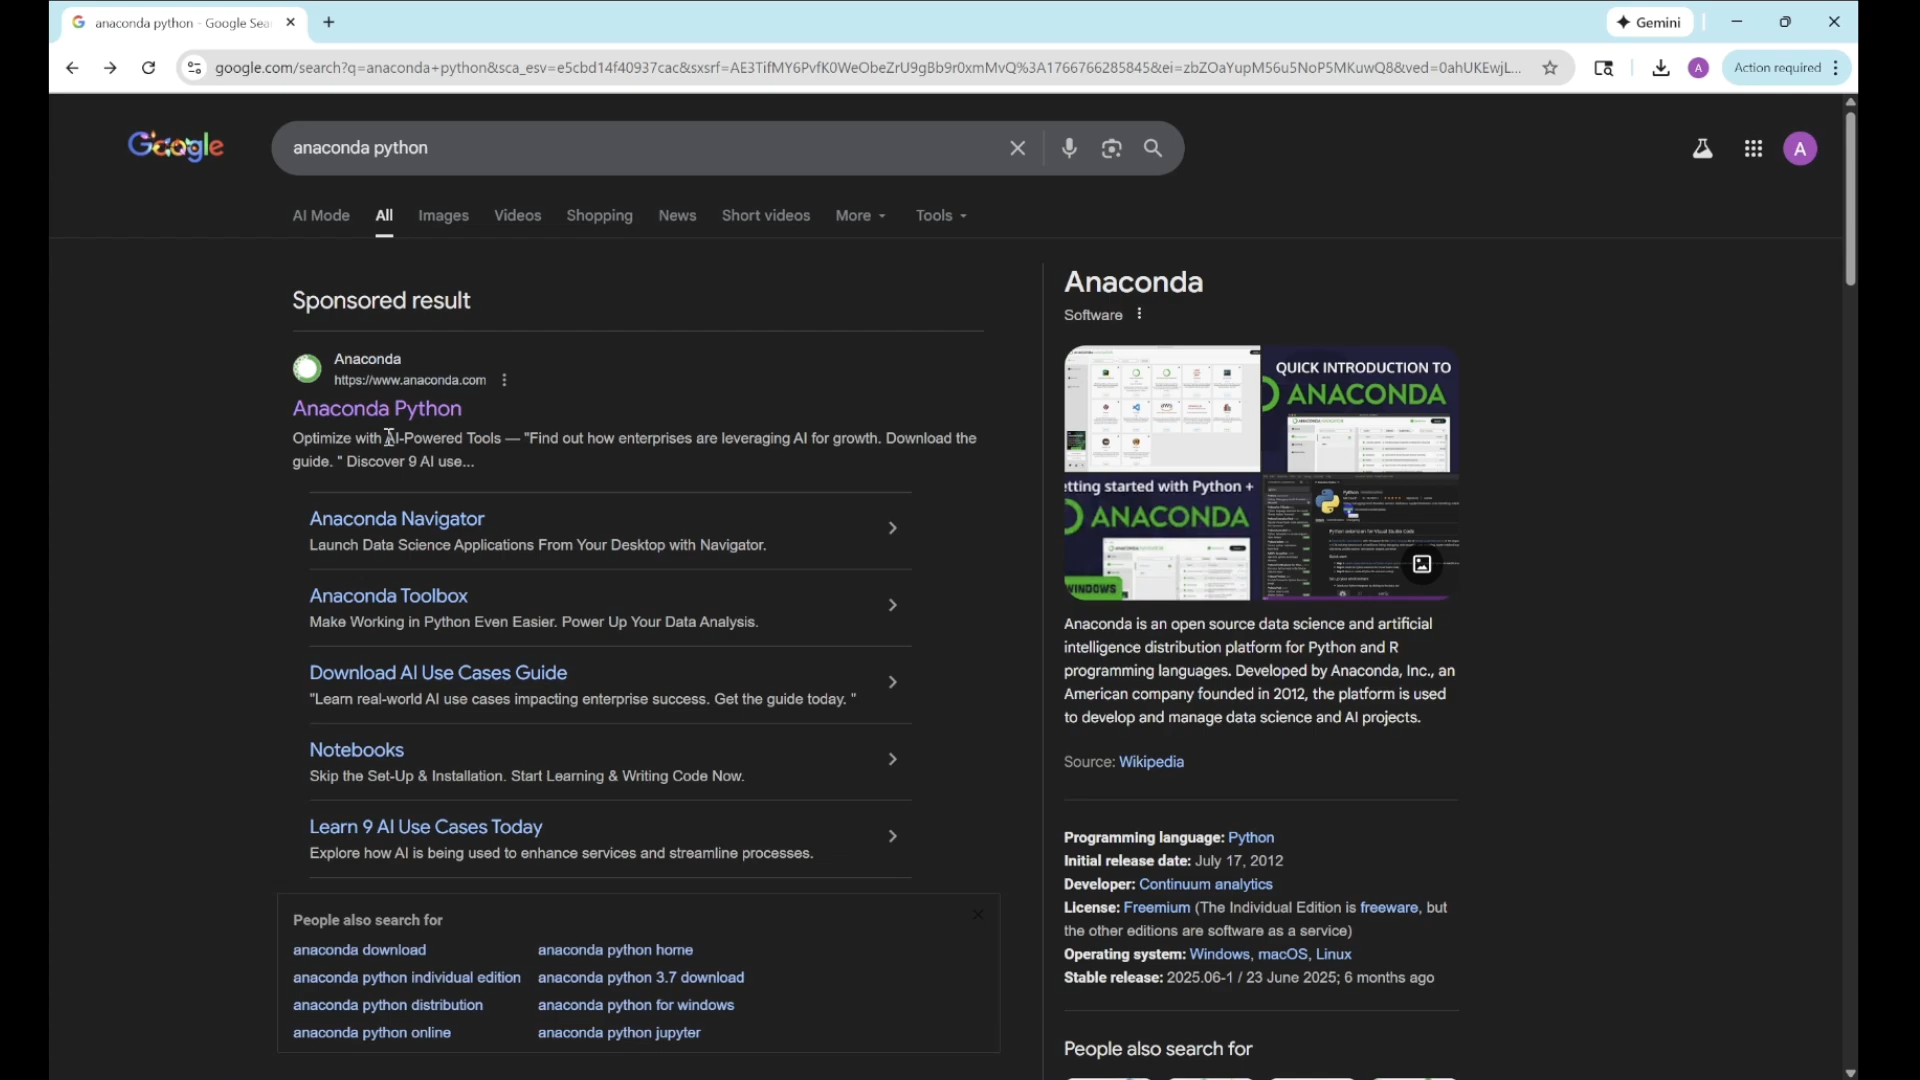 anaconda python - Google Sea
Gemini
google.com/search?q=anaconda+python&sca_esv=e5cbd14f40937cac&sxsrf=AE3TifMY6PvfK0WeObeZrU9gBb9r0xmMvQ%3A1766766285845&ei=zbZOaYupM56u5NoP5MKuwQ8&ved=0ahUKEwjL...
A
Action required
Google
anaconda python
A
AI Mode
All
Images
Videos
Shopping
News
Short videos
More
Tools
Sponsored result
Anaconda
https://www.anaconda.com
Anaconda Python
Optimize with AI-Powered Tools — "Find out how enterprises are leveraging AI for growth. Download the
guide. " Discover 9 AI use...
Anaconda Navigator
Launch Data Science Applications From Your Desktop with Navigator.
Anaconda Toolbox
Make Working in Python Even Easier. Power Up Your Data Analysis.
Download AI Use Cases Guide
"Learn real-world AI use cases impacting enterprise success. Get the guide today. "
Notebooks
Skip the Set-Up & Installation. Start Learning & Writing Code Now.
Learn 9 AI Use Cases Today
Explore how AI is being used to enhance services and streamline processes.
People also search for
anaconda download
anaconda python home
anaconda python individual edition
anaconda python 3.7 download
anaconda python distribution
anaconda python for windows
anaconda python online
anaconda python jupyter
Anaconda
Software
QUICK INTRODUCTION TO
ANACONDA
etting started with Python +
ANACONDA
WINDOWS
Anaconda is an open source data science and artificial
intelligence distribution platform for Python and R
programming languages. Developed by Anaconda, Inc., an
American company founded in 2012, the platform is used
to develop and manage data science and AI projects.
Source: Wikipedia
Programming language: Python
Initial release date: July 17, 2012
Developer: Continuum analytics
License: Freemium (The Individual Edition is freeware, but
the other editions are software as a service)
Operating system: Windows, macOS, Linux
Stable release: 2025.06-1 / 23 June 2025; 6 months ago
People also search for